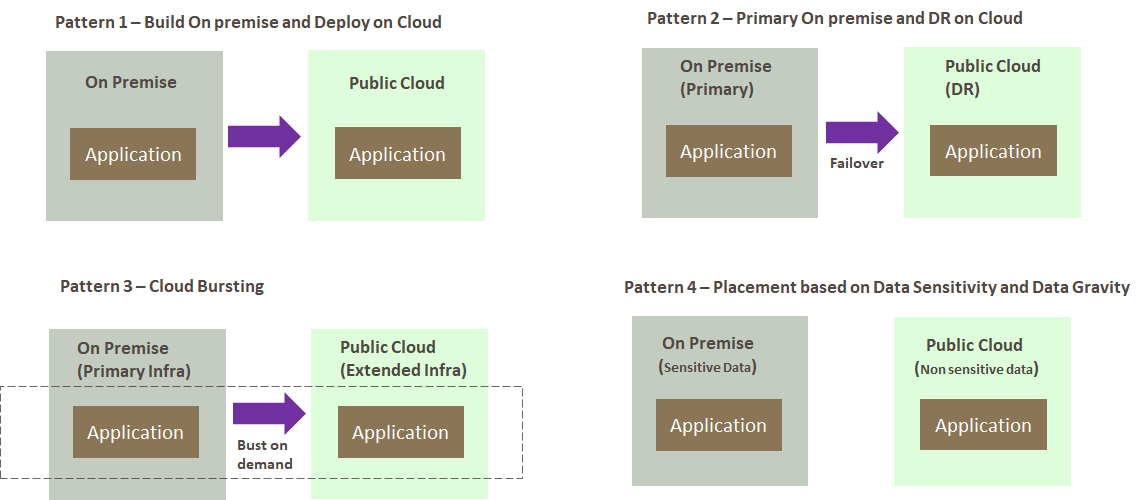 Pattern 1 – Build On premise and Deploy on Cloud
On Premise
Application
Public Cloud
Application
Pattern 2 – Primary On premise and DR on Cloud
On Premise
(Primary)
Application
Failover
Public Cloud
(DR)
Application
Pattern 3 – Cloud Bursting
On Premise
(Primary Infra)
Application
Bust on
demand
Public Cloud
(Extended Infra)
Application
Pattern 4 – Placement based on Data Sensitivity and Data Gravity
On Premise
(Sensitive Data)
Application
Public Cloud
(Non sensitive data)
Application